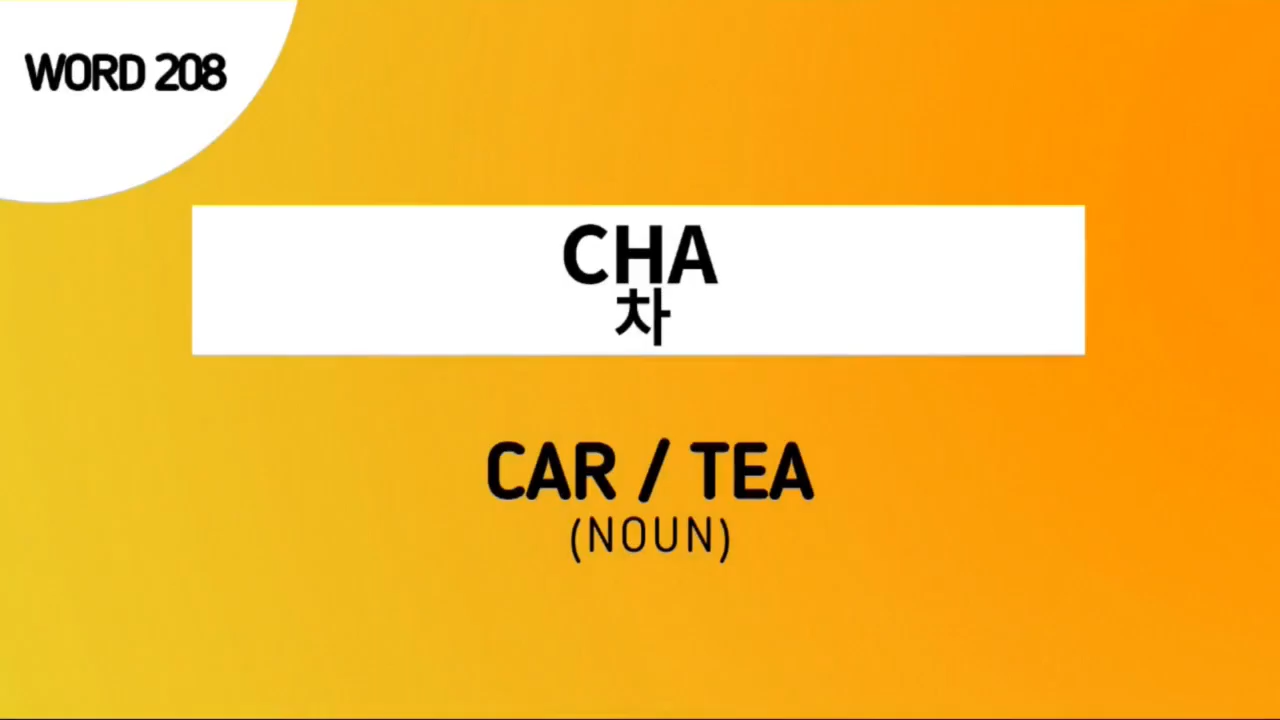 WORD 208
CHA
차
CAR / TEA
(NOUN)